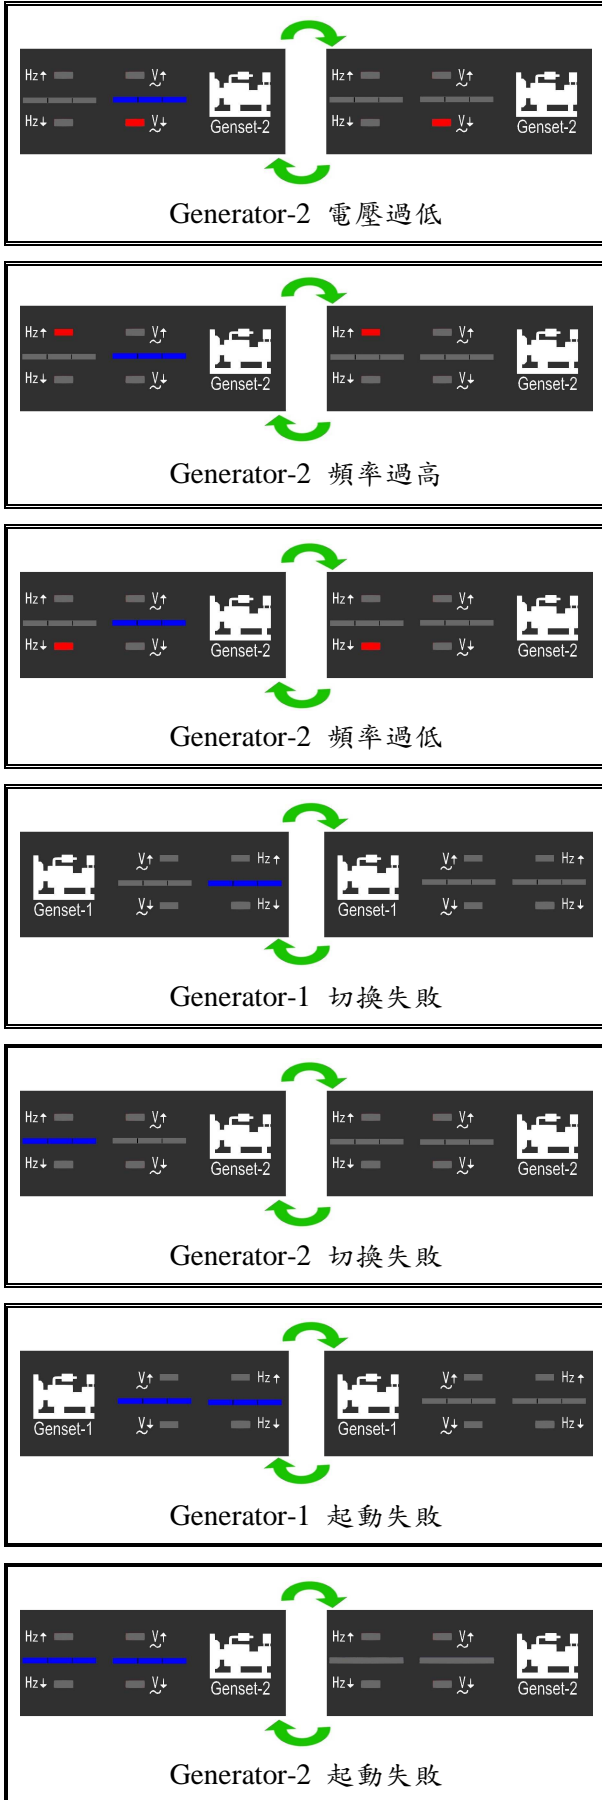 Hz↑ V↑ Hz↑ V↑
~ ~
Hz↓ V↓ Genset-2 Hz↓ V↓ Genset-2
~ ~
Generator-2 電壓過低
Hz↑ V↑ Hz↑ V↑
~ ~
Hz↓ V↓ Genset-2 Hz↓ V↓ Genset-2
~ ~
Generator-2 頻率過高
Hz↑ V↑ Hz↑ V↑
~ ~
Hz↓ V↓ Genset-2 Hz↓ V↓ Genset-2
~ ~
Generator-2 頻率過低
V↑ Hz↑ V↑ Hz↑
~ ~
Genset-1 V↓ Hz↓ Genset-1 V↓ Hz↓
~ ~
Generator-1 切換失敗
Hz↑ V↑ Hz↑ V↑
~ ~
Hz↓ V↓ Genset-2 Hz↓ V↓ Genset-2
~ ~
Generator-2 切換失敗
V↑ Hz↑ V↑ Hz↑
~ ~
Genset-1 V↓ Hz↓ Genset-1 V↓ Hz↓
~ ~
Generator-1 起動失敗
Hz↑ V↑ Hz↑ V↑
~ ~
Hz↓ V↓ Genset-2 Hz↓ V↓ Genset-2
~ ~
Generator-2 起動失敗